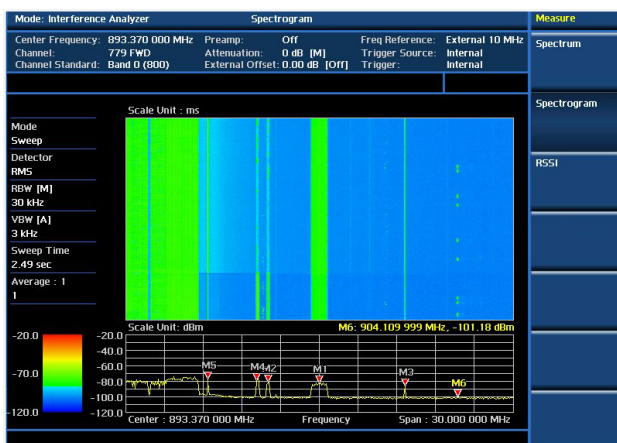 Mode: Interference Analyzer Spectrogram Measure
Center Frequency: 893.370 000 MHz Preamp: Off Freq Reference: External 10 MHz
Channel: 779 FWD Attenuation: 0 dB [M] Trigger Source: Internal
Channel Standard: Band 0 (800) External Offset: 0.00 dB [Off] Trigger: Internal
Spectrum
Spectrogram
RSSI
Scale Unit : ms
Mode
Sweep
Detector
RMS
RBW [M]
30 kHz
VBW [A]
3 kHz
Sweep Time
2.49 sec
Average : 1
1
Scale Unit: dBm M6: 904.109 999 MHz, -101.18 dBm
-20.0
-70.0
-120.0
-20.0
-40.0
-60.0
-80.0
-100.0
-120.0
M5 M4 M2 M1 M3 M6
Center : 893.370 000 MHz Frequency Span : 30.000 000 MHz